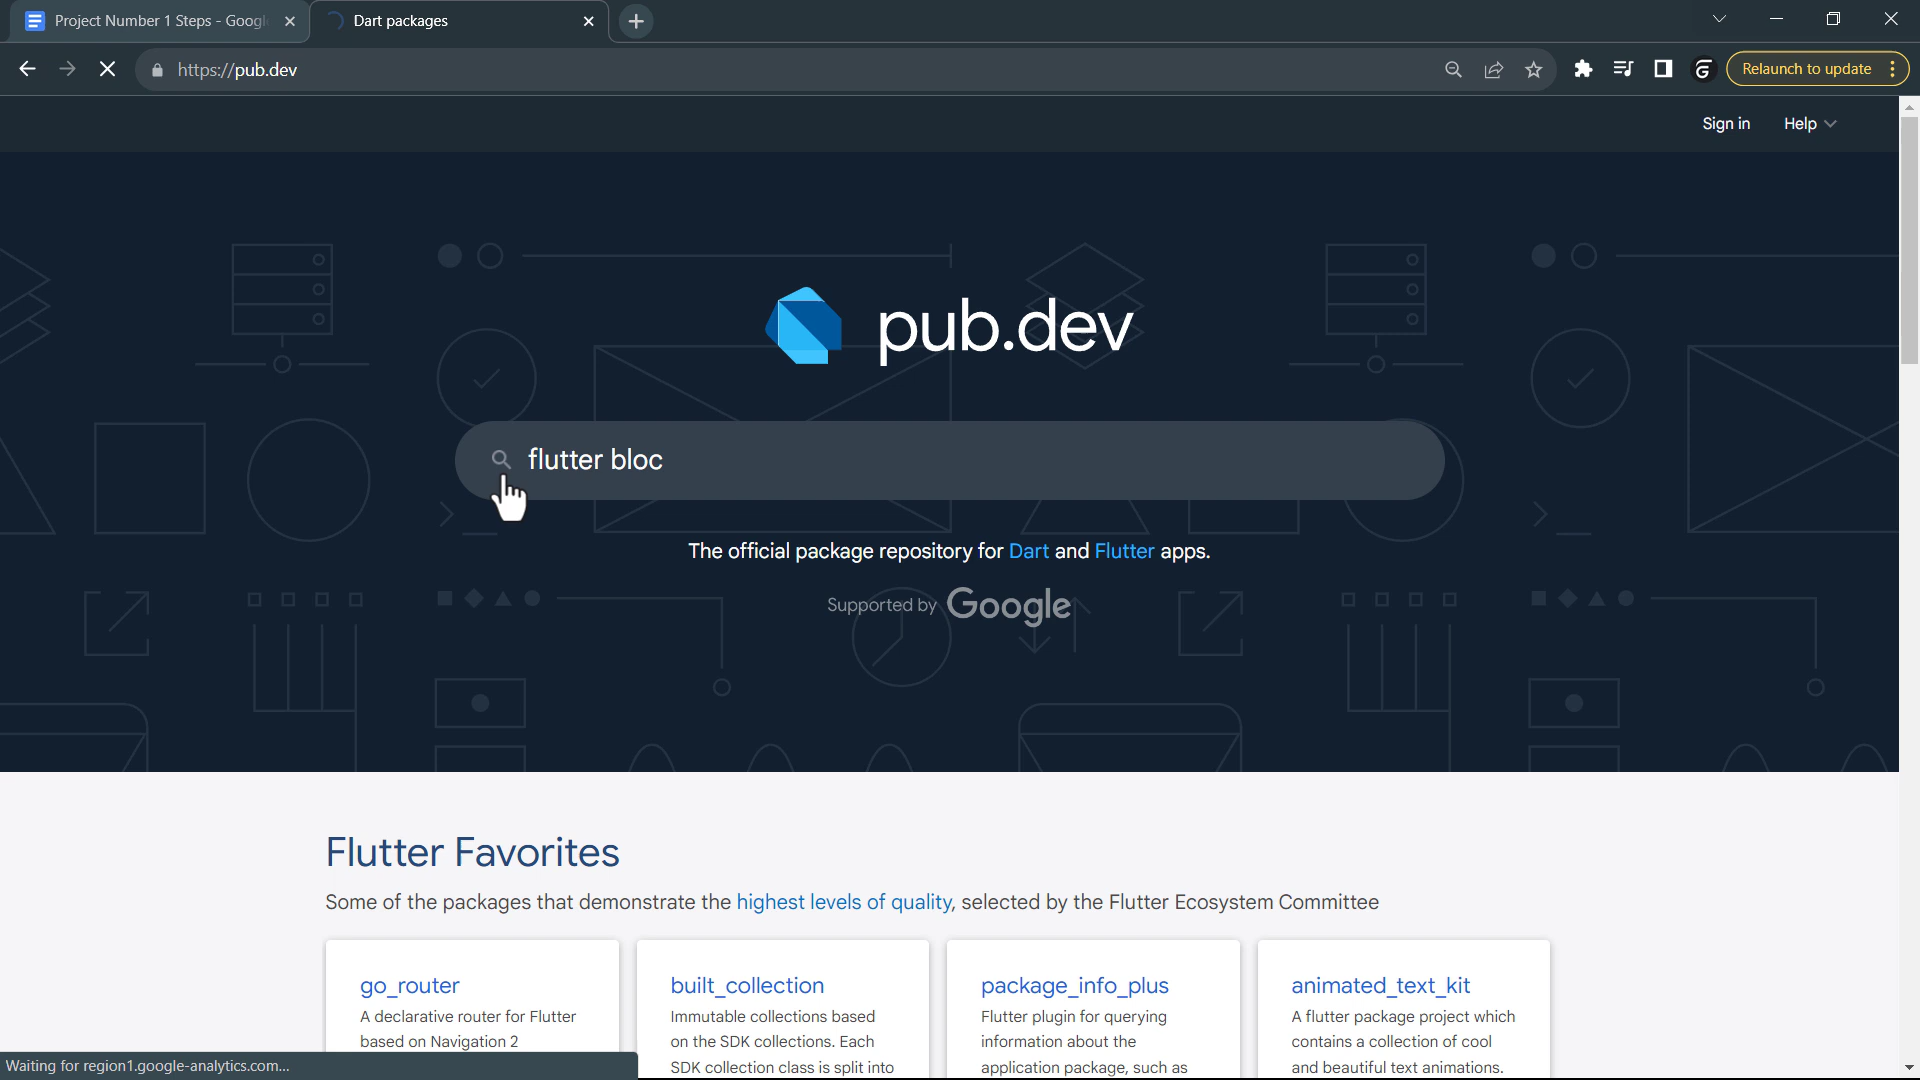 Project Number 1 Steps - Googl
Dart packages
https://pub.dev
Relaunch to update
Sign in
Help
pub.dev
flutter bloc
The official package repository for Dart and Flutter apps.
Supported by Google
Flutter Favorites
Some of the packages that demonstrate the highest levels of quality, selected by the Flutter Ecosystem Committee
go_router
A declarative router for Flutter
based on Navigation 2
built_collection
Immutable collections based
on the SDK collections. Each
SDK collection class is split into
package_info_plus
Flutter plugin for querying
information about the
application package, such as
animated_text_kit
A flutter package project which
contains a collection of cool
and beautiful text animations.
Waiting for region1.google-analytics.com...